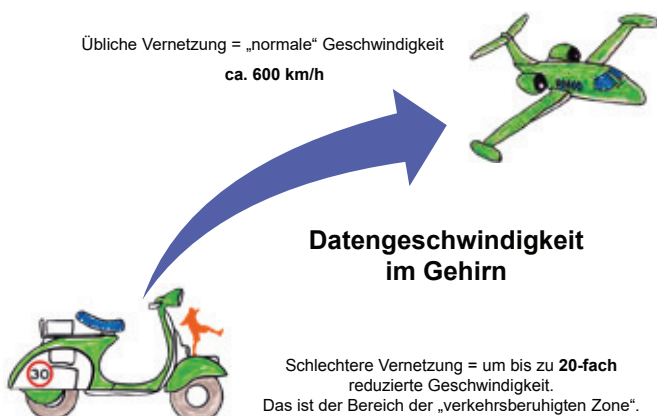 Übliche Vernetzung = „normale“ Geschwindigkeit
ca. 600 km/h
Datengeschwindigkeit
im Gehirn
30
Schlechtere Vernetzung = um bis zu 20-fach
reduzierte Geschwindigkeit.
Das ist der Bereich der „verkehrsberuhigten Zone“.